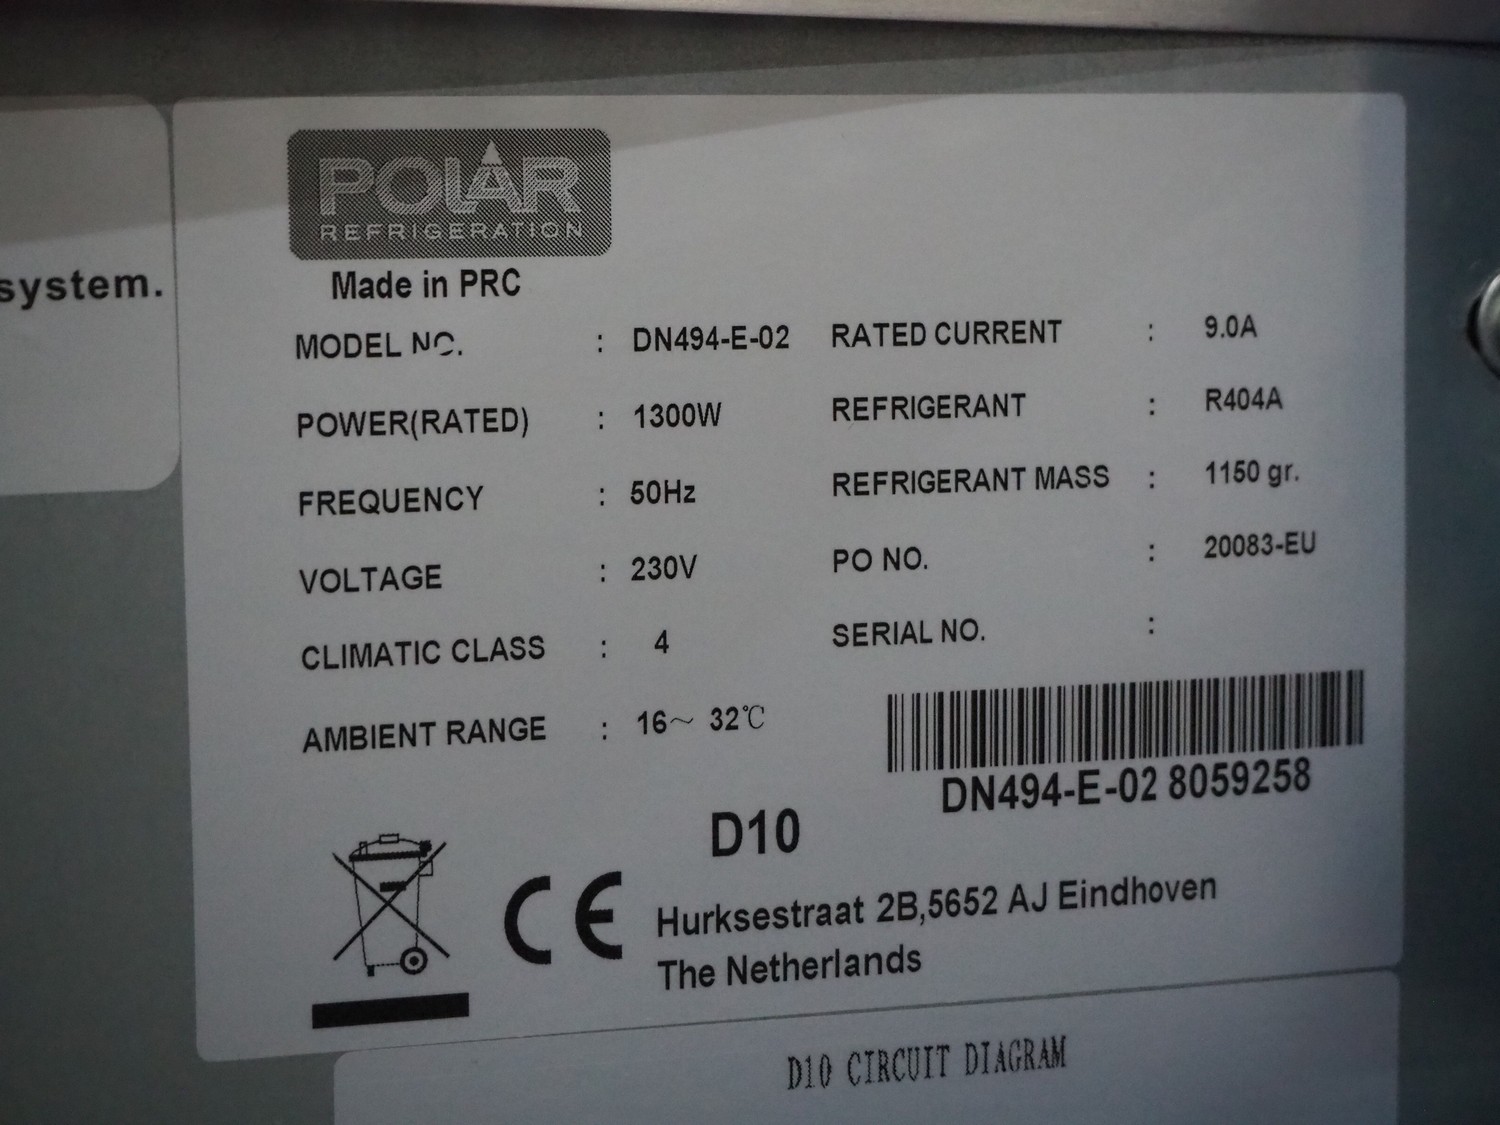 system.
POLAR
REFRIGERATION
Made in PRC
MODEL NO. : DN494-E-02 RATED CURRENT : 9.0A
POWER(RATED) : 1300W REFRIGERANT : R404A
FREQUENCY : 50Hz REFRIGERANT MASS : 1150 gr.
VOLTAGE : 230V PO NO. : 20083-EU
CLIMATIC CLASS : 4 SERIAL NO. :
AMBIENT RANGE : 16～ 32℃
DN494-E-02 8059258
D10
CE
Hurksestraat 2B,5652 AJ Eindhoven
The Netherlands
D10 CIRCUIT DIAGRAM